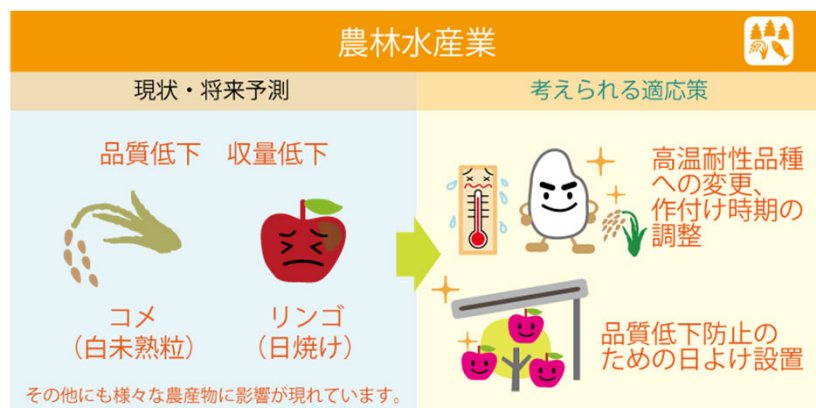 農林水産業
現状・将来予測
品質低下 収量低下
コメ
（白未熟粒）
リンゴ
（日焼け）
その他にも様々な農産物に影響が現れています。
考えられる適応策
高温耐性品種
への変更、
作付け時期の
調整
品質低下防止の
ための日よけ設置